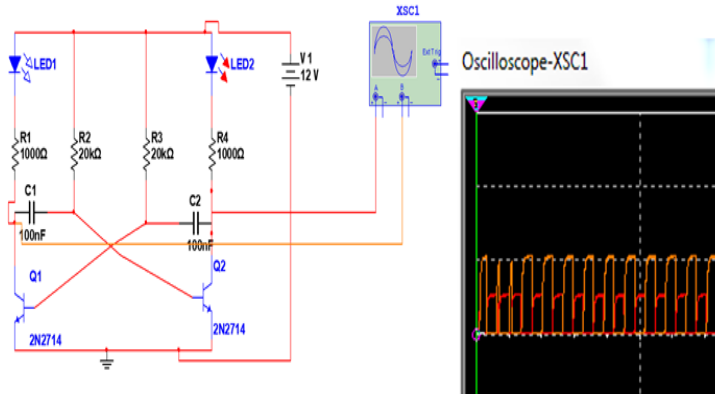 XSC1
Ext Trig
A
B
LED1
LED2
V1
12 V
Oscilloscope-XSC1
R1
1000Ω
R2
20kΩ
R3
20kΩ
R4
1000Ω
C1
100nF
C2
100nF
Q1
2N2714
Q2
2N2714